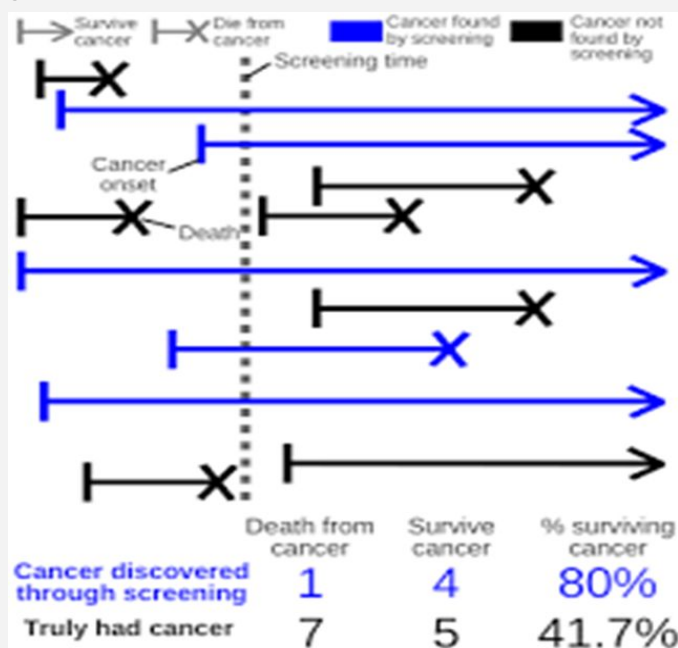 Survive
cancer
Die from
cancer
Cancer found
by screening
Cancer not
found by
screening
Screening time
Cancer
onset
Death
Death from
cancer
Survive
cancer
% surviving
cancer
Cancer discovered
through screening
1 4 80%
Truly had cancer 7 5 41.7%